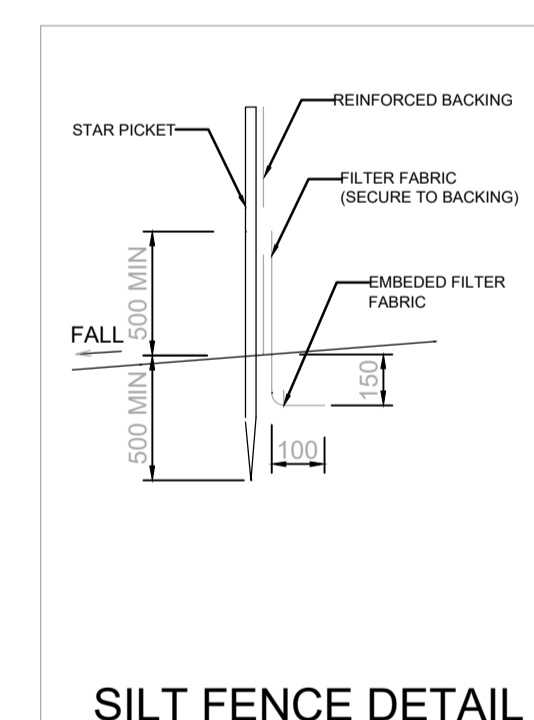 REINFORCED BACKING
STAR PICKET
FILTER FABRIC
(SECURE TO BACKING)
500 MIN
EMBEDED FILTER
FABRIC
FALL
150
500 MIN
100
SILT FENCE DETAIL